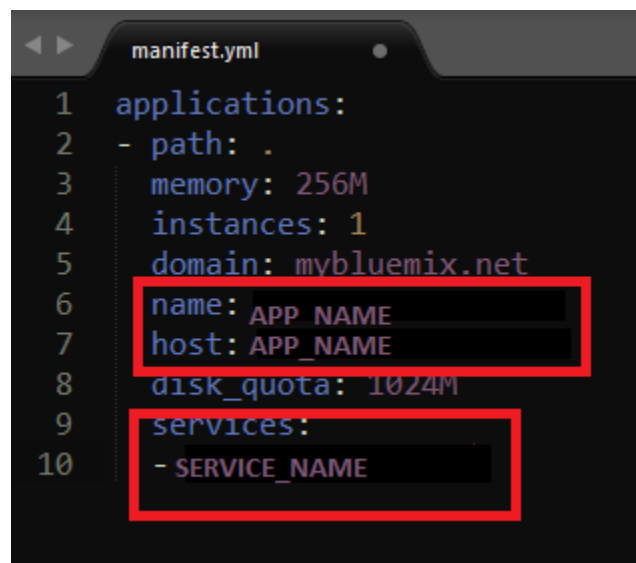 manifest.yml
1 applications:
2 - path: .
3 memory: 256M
4 instances: 1
5 domain: mybluemix.net
6 name: APP_NAME
7 host: APP_NAME
8 disk_quota: 1024M
9 services:
10 - SERVICE_NAME